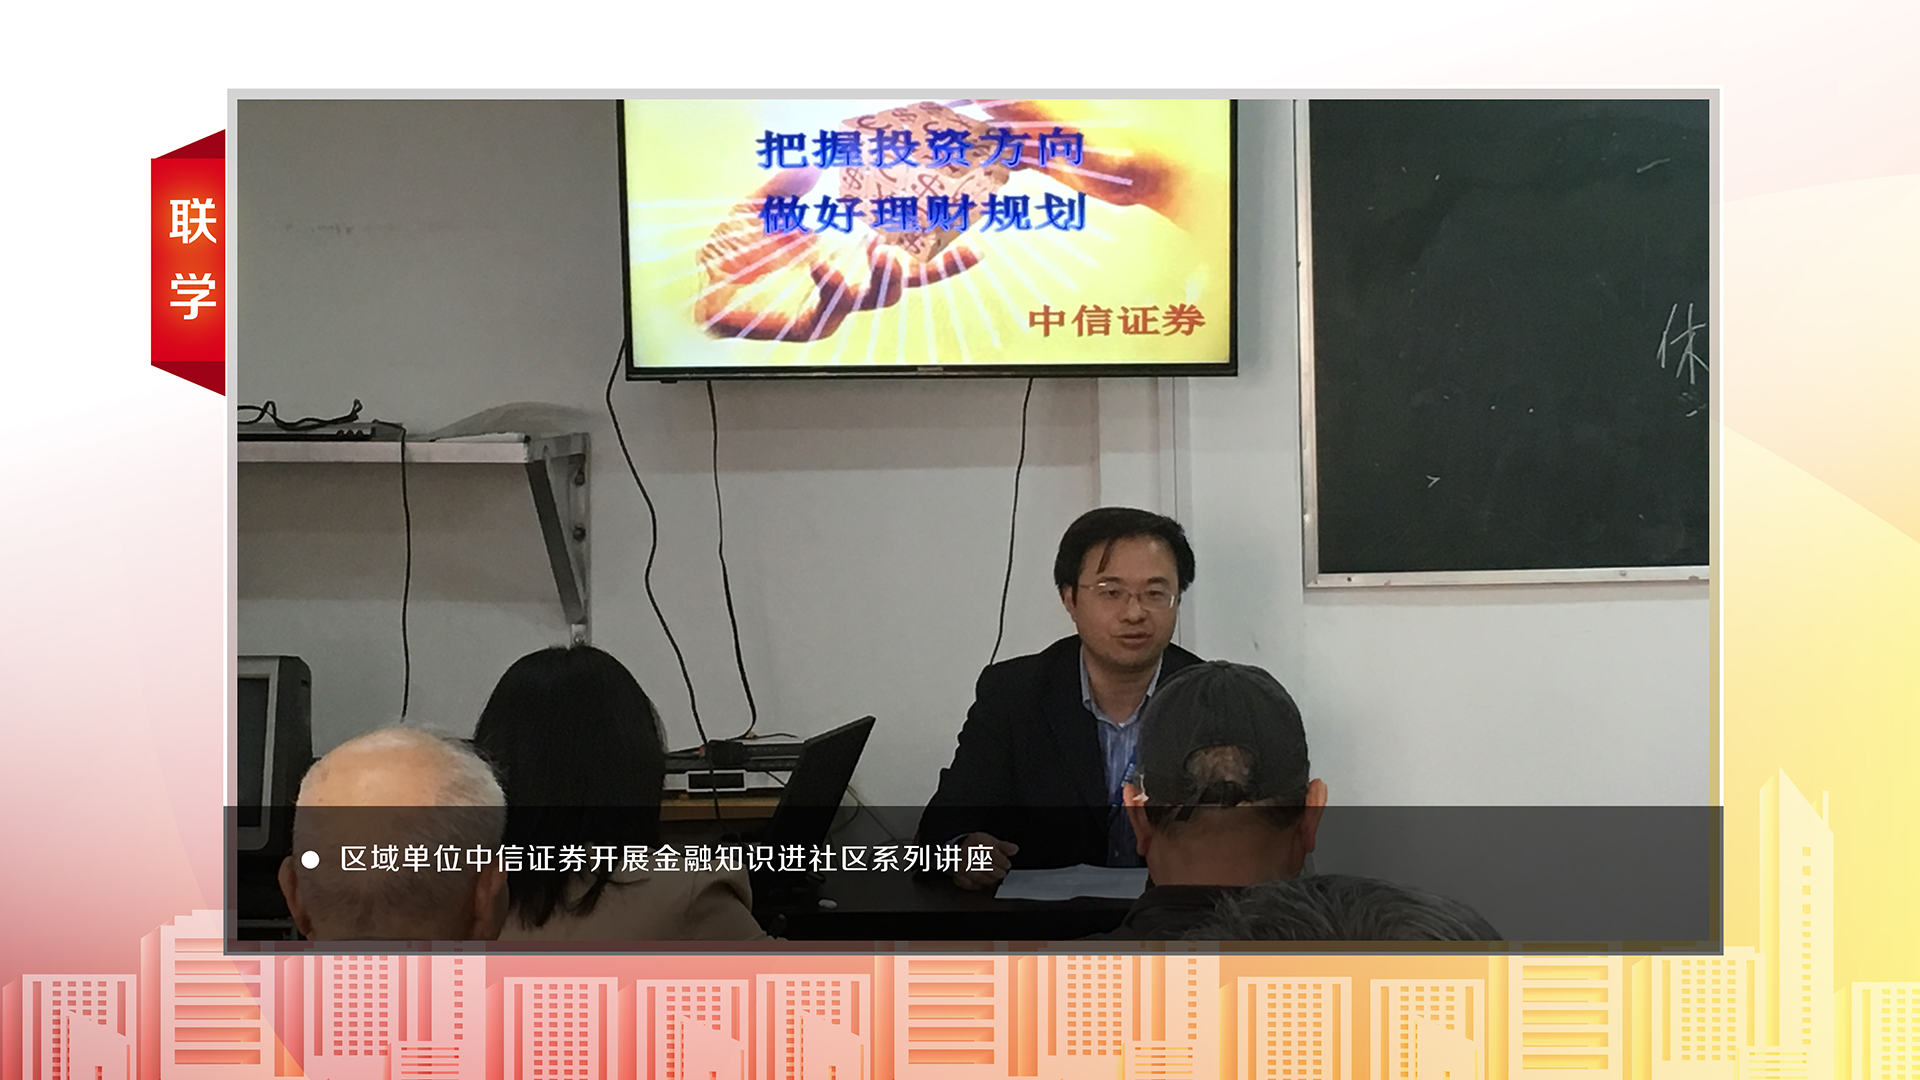 联
学
把握投资方向
做好理财规划
中信证券
休
区域单位中信证券开展金融知识进社区系列讲座